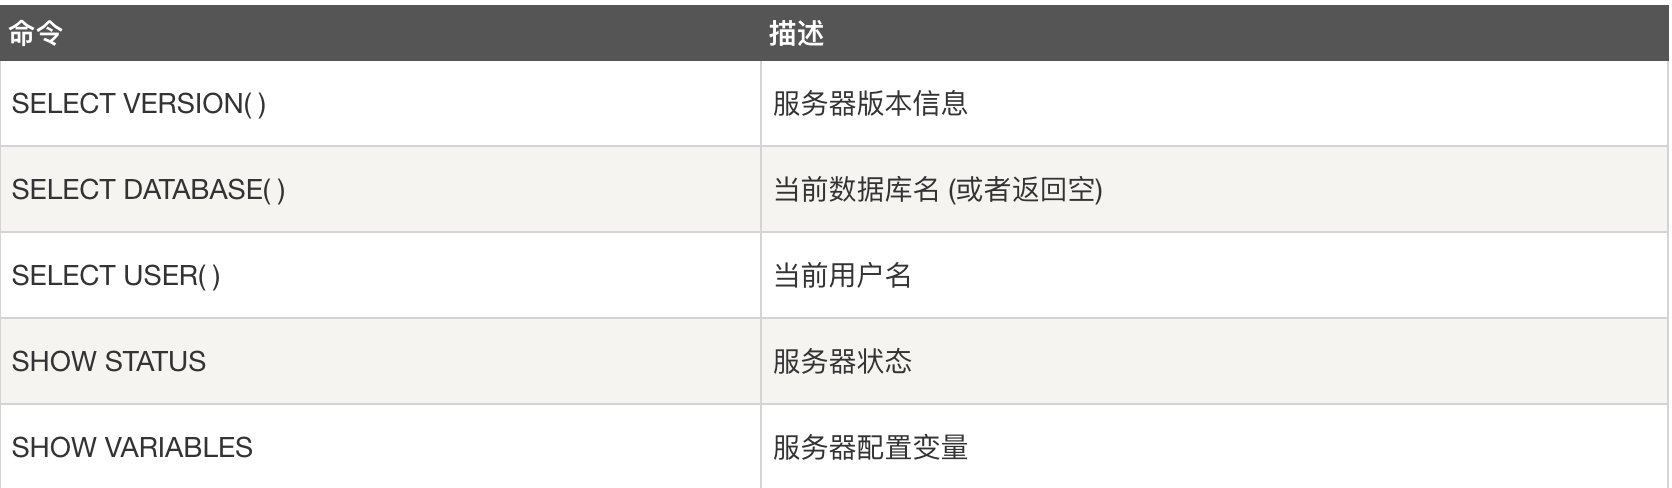 命令 描述
SELECT VERSION( ) 服务器版本信息
SELECT DATABASE( ) 当前数据库名 (或者返回空)
SELECT USER( ) 当前用户名
SHOW STATUS 服务器状态
SHOW VARIABLES 服务器配置变量